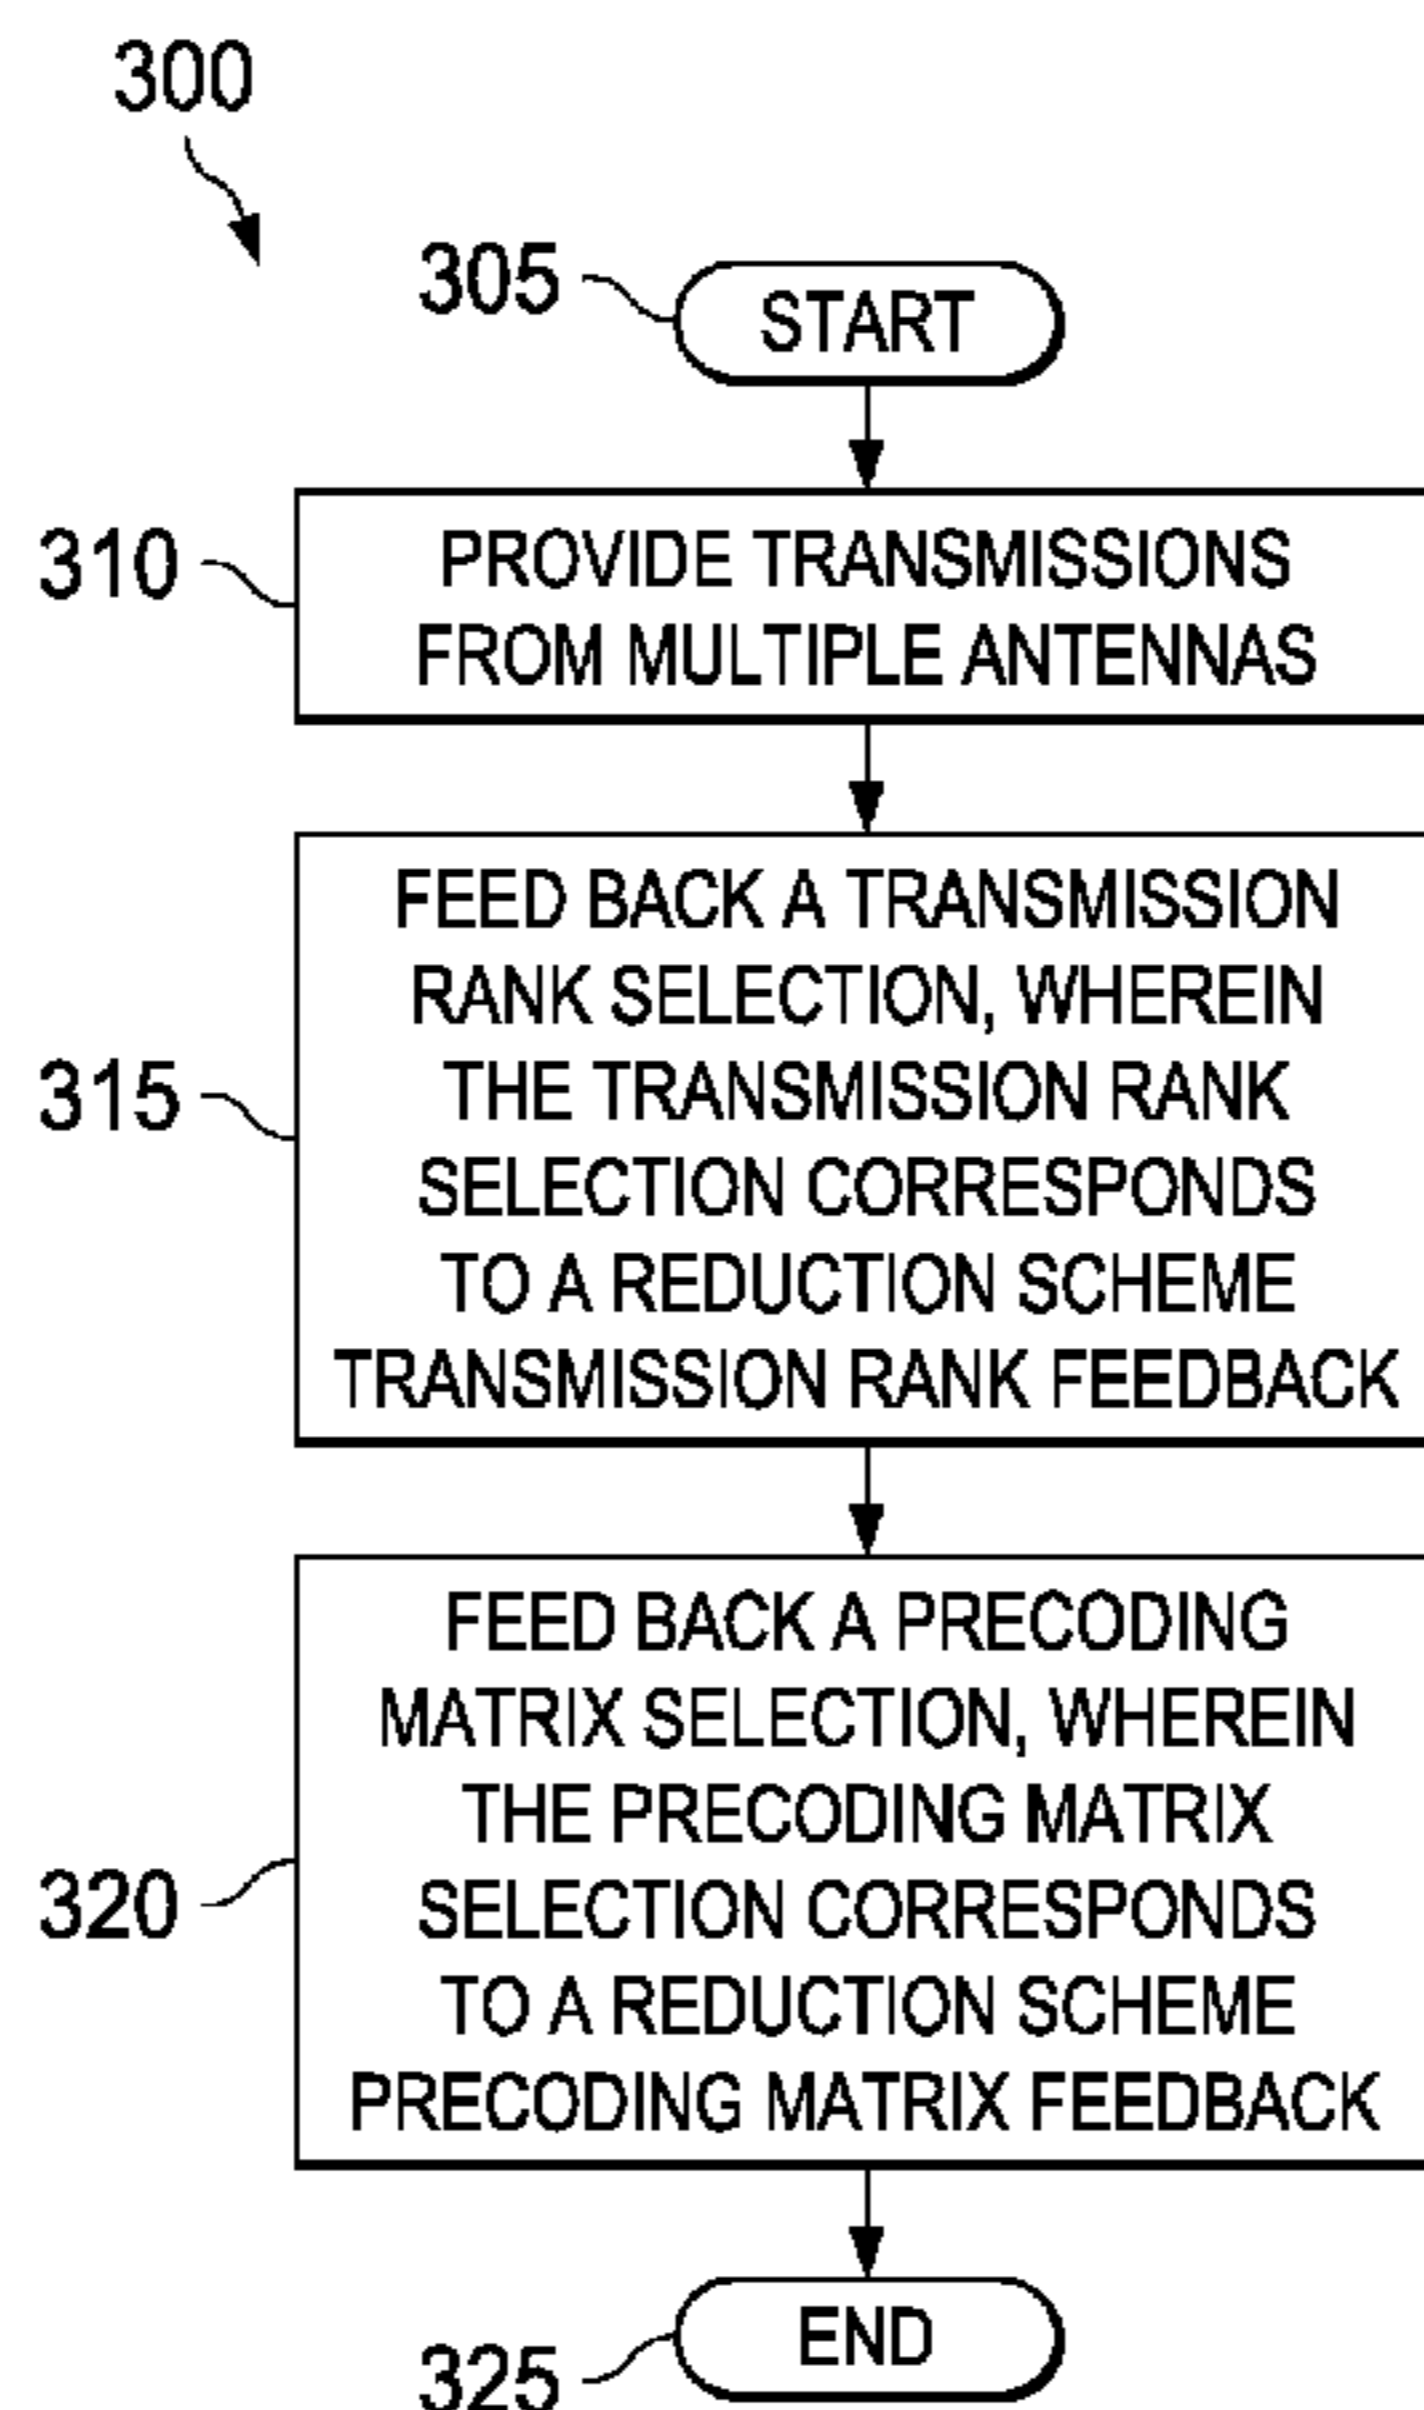 300
305
START
310
PROVIDE TRANSMISSIONS
FROM MULTIPLE ANTENNAS
315
FEED BACK A TRANSMISSION
RANK SELECTION, WHEREIN
THE TRANSMISSION RANK
SELECTION CORRESPONDS
TO A REDUCTION SCHEME
TRANSMISSION RANK FEEDBACK
320
FEED BACK A PRECODING
MATRIX SELECTION, WHEREIN
THE PRECODING MATRIX
SELECTION CORRESPONDS
TO A REDUCTION SCHEME
PRECODING MATRIX FEEDBACK
325
END